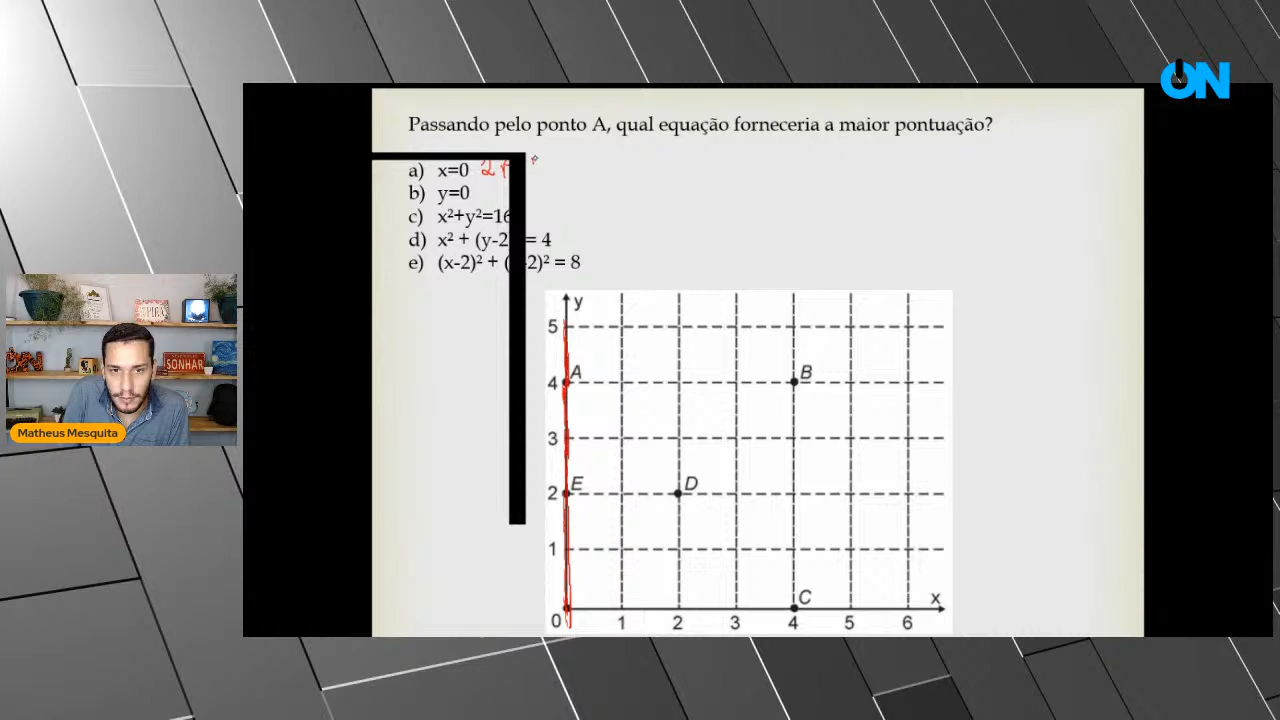 ON
Passando pelo ponto A, qual equação forneceria a maior pontuação?
a) x=0 2
b) y=0
c) x²+y²=16
d) x² + (y-2 = 4
e) (x-2)² + ( -2)² = 8
y
5
A
4
B
3
E
2
D
1
C
x
0 1 2 3 4 5 6
SONHAR
Matheus Mesquita